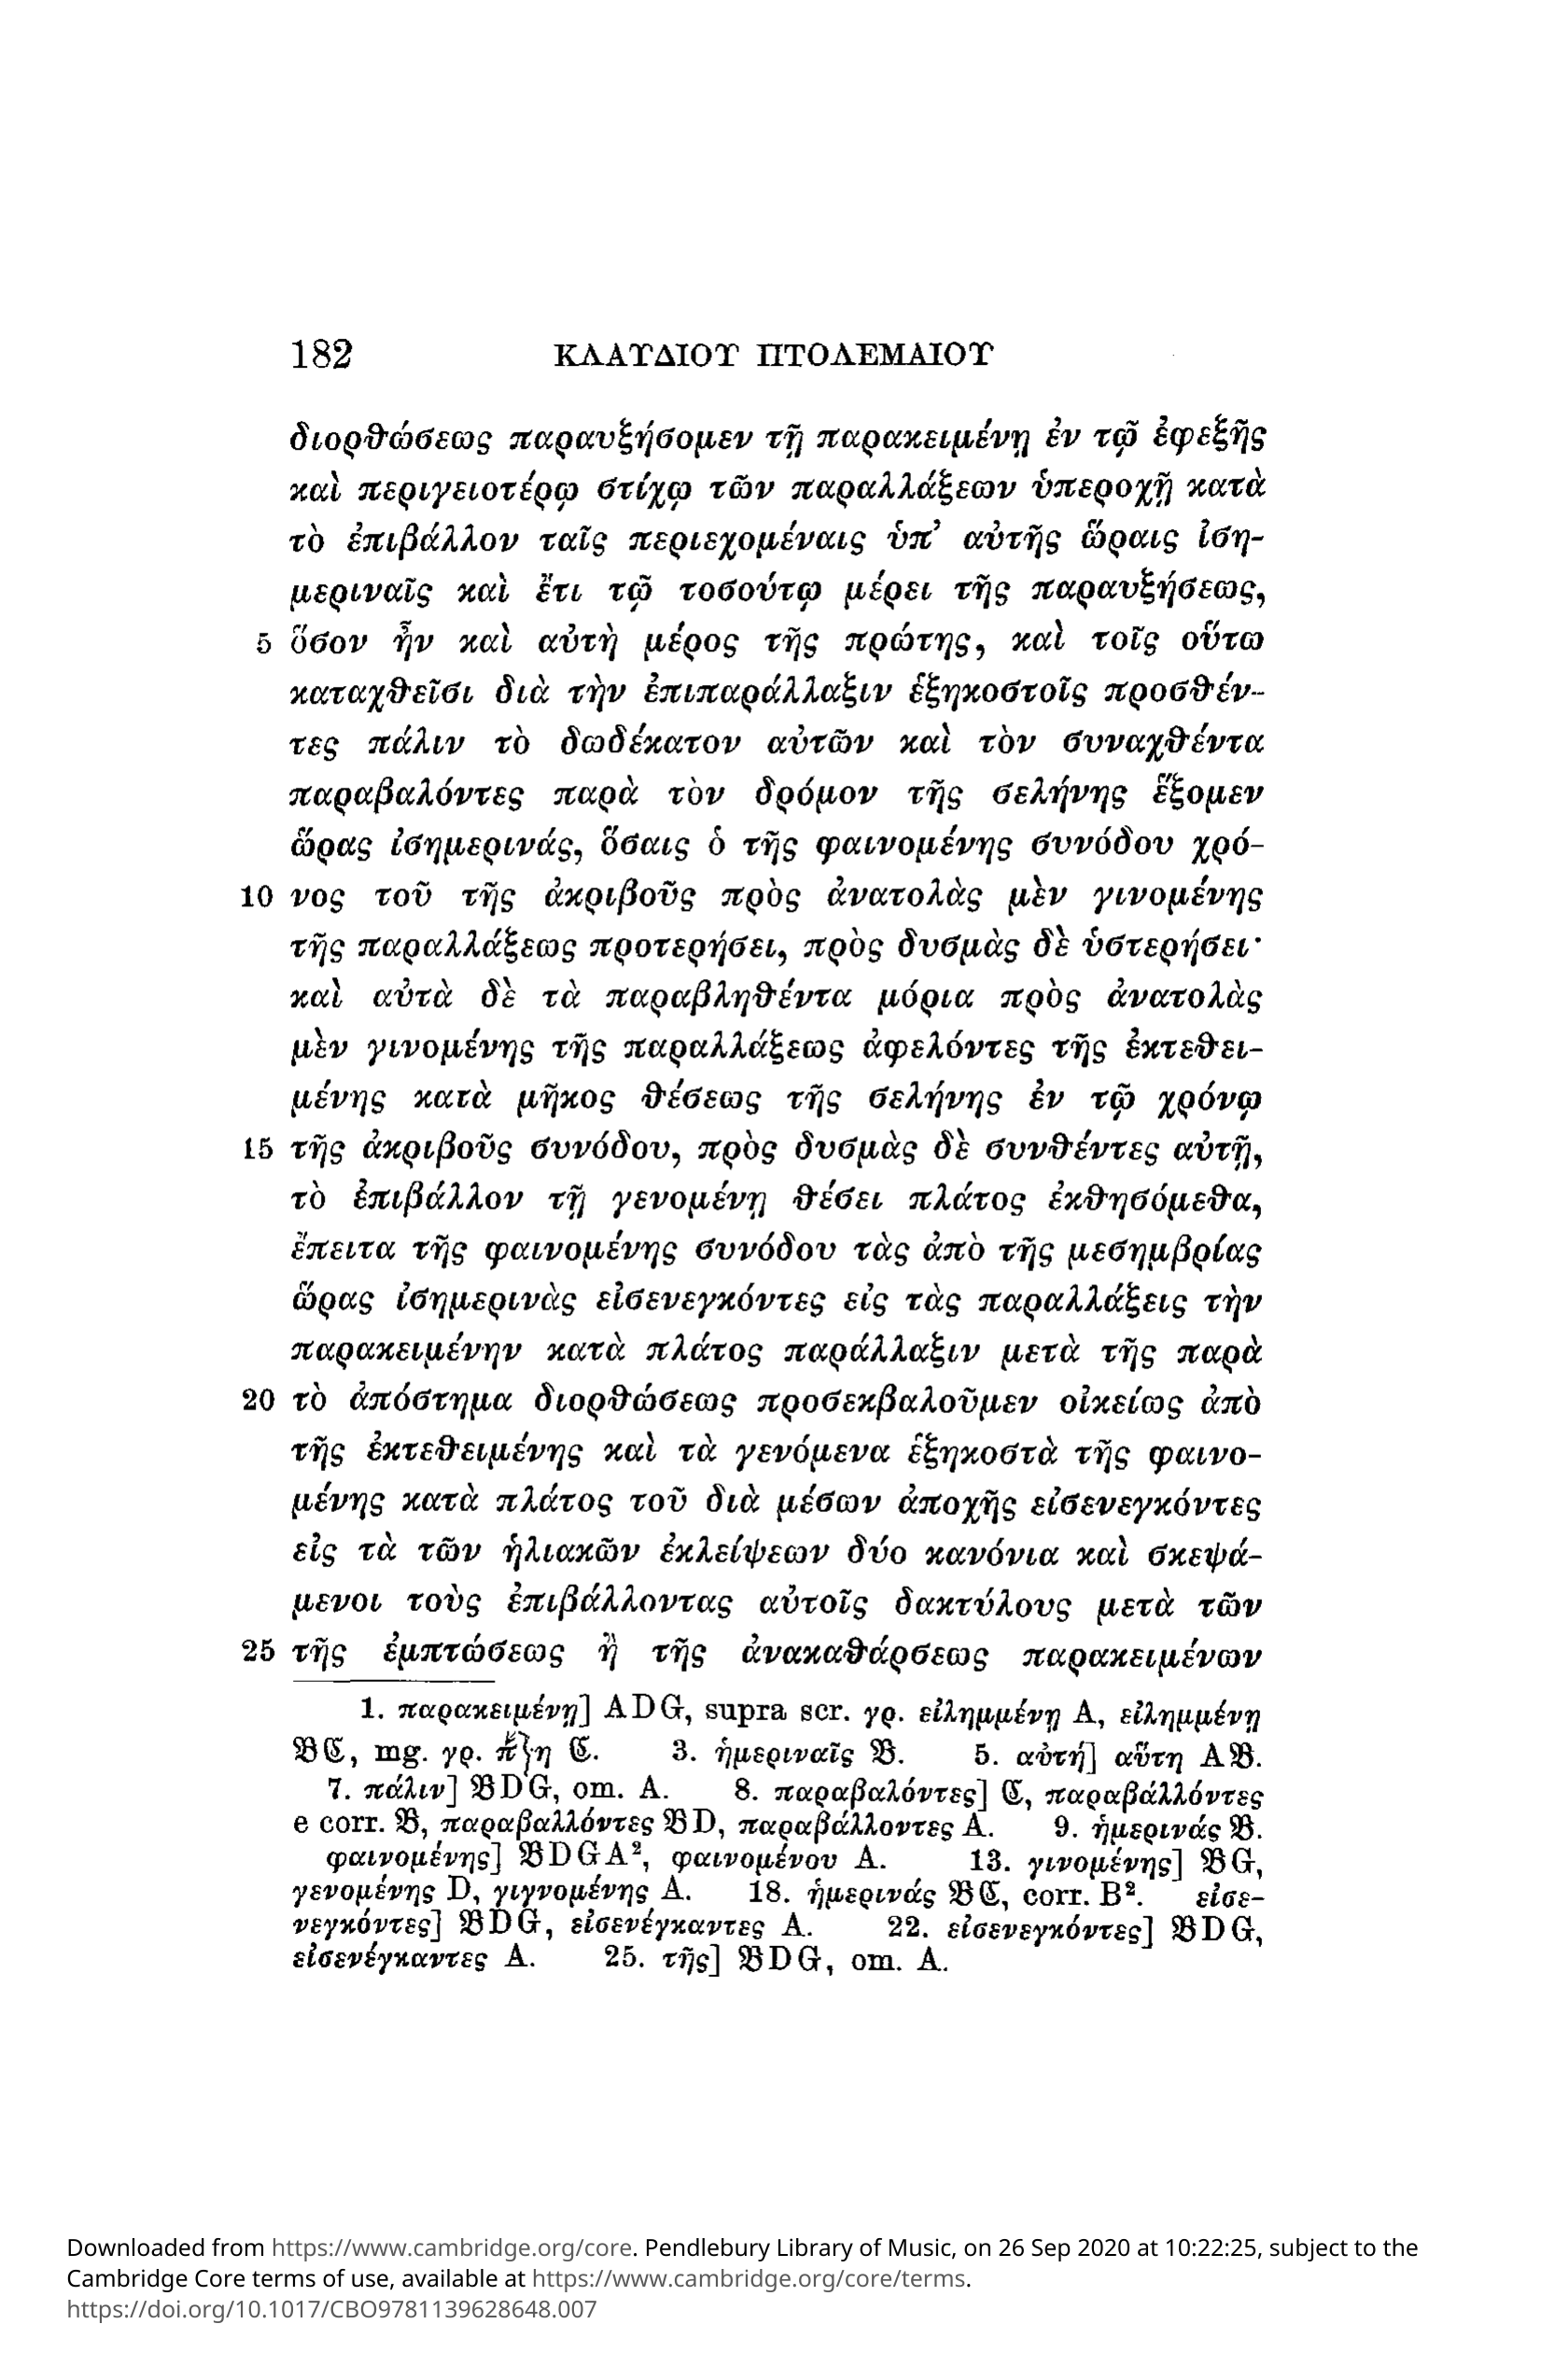 182 ΚΛΑΥΔΙΟΥ ΠΤΟΛΕΜΑΙΟΥ
διορθώσεως παραυξήσομεν τῇ παρακειμένῃ ἐν τῷ ἐφεξῆς
καὶ περιγειοτέρῳ στίχῳ τῶν παραλλάξεων ὑπεροχῇ κατὰ
τὸ ἐπιβάλλον ταῖς περιεχομέναις ὑπ’ αὐτῆς ὥραις ἰση-
μεριναῖς καὶ ἔτι τῷ τοσούτῳ μέρει τῆς παραυξήσεως,
5 ὅσον ἦν καὶ αὐτὴ μέρος τῆς πρώτης, καὶ τοῖς οὕτω
καταχθεῖσι διὰ τὴν ἐπιπαράλλαξιν ἑξηκοστοῖς προσθέν-
τες πάλιν τὸ δωδέκατον αὐτῶν καὶ τὸν συναχθέντα
παραβαλόντες παρὰ τὸν δρόμον τῆς σελήνης ἕξομεν
ὥρας ἰσημερινάς, ὅσαις ὁ τῆς φαινομένης συνόδου χρό-
10 νος τοῦ τῆς ἀκριβοῦς πρὸς ἀνατολὰς μὲν γινομένης
τῆς παραλλάξεως προτερήσει, πρὸς δυσμὰς δὲ ὑστερήσει·
καὶ αὐτὰ δὲ τὰ παραβληθέντα μόρια πρὸς ἀνατολὰς
μὲν γινομένης τῆς παραλλάξεως ἀφελόντες τῆς ἐκτεθει-
μένης κατὰ μῆκος θέσεως τῆς σελήνης ἐν τῷ χρόνῳ
15 τῆς ἀκριβοῦς συνόδου, πρὸς δυσμὰς δὲ συνθέντες αὐτῇ,
τὸ ἐπιβάλλον τῇ γενομένῃ θέσει πλάτος ἐκθησόμεθα,
ἔπειτα τῆς φαινομένης συνόδου τὰς ἀπὸ τῆς μεσημβρίας
ὥρας ἰσημερινὰς εἰσενεγκόντες εἰς τὰς παραλλάξεις τὴν
παρακειμένην κατὰ πλάτος παράλλαξιν μετὰ τῆς παρὰ
20 τὸ ἀπόστημα διορθώσεως προσεκβαλοῦμεν οἰκείως ἀπὸ
τῆς ἐκτεθειμένης καὶ τὰ γενόμενα ἑξηκοστὰ τῆς φαινο-
μένης κατὰ πλάτος τοῦ διὰ μέσων ἀποχῆς εἰσενεγκόντες
εἰς τὰ τῶν ἡλιακῶν ἐκλείψεων δύο κανόνια καὶ σκεψά-
μενοι τοὺς ἐπιβάλλοντας αὐτοῖς δακτύλους μετὰ τῶν
25 τῆς ἐμπτώσεως ἢ τῆς ἀνακαθάρσεως παρακειμένων
1. παρακειμένῃ] ADG, supra scr. γρ. εἰλημμένῃ A, εἰλημμένῃ
𝔅ℭ, mg. γρ. ℭ. 3. ἡμεριναῖς 𝔅. 5. αὐτή] αὕτη A𝔅.
7. πάλιν] 𝔅DG, om. A. 8. παραβαλόντες] ℭ, παραβάλλόντες
e corr. 𝔅, παραβαλλόντες 𝔅D, παραβάλλοντες A. 9. ἡμερινάς 𝔅.
φαινομένης] 𝔅DGA², φαινομένου A. 13. γινομένης] 𝔅G,
γενομένης D, γιγνομένης A. 18. ἡμερινάς 𝔅ℭ, corr. B². εἰσε-
νεγκόντες] 𝔅DG, εἰσενέγκαντες A. 22. εἰσενεγκόντες] 𝔅DG,
εἰσενέγκαντες A. 25. τῆς] 𝔅DG, om. A.
Downloaded from https://www.cambridge.org/core. Pendlebury Library of Music, on 26 Sep 2020 at 10:22:25, subject to the
Cambridge Core terms of use, available at https://www.cambridge.org/core/terms.
https://doi.org/10.1017/CBO9781139628648.007